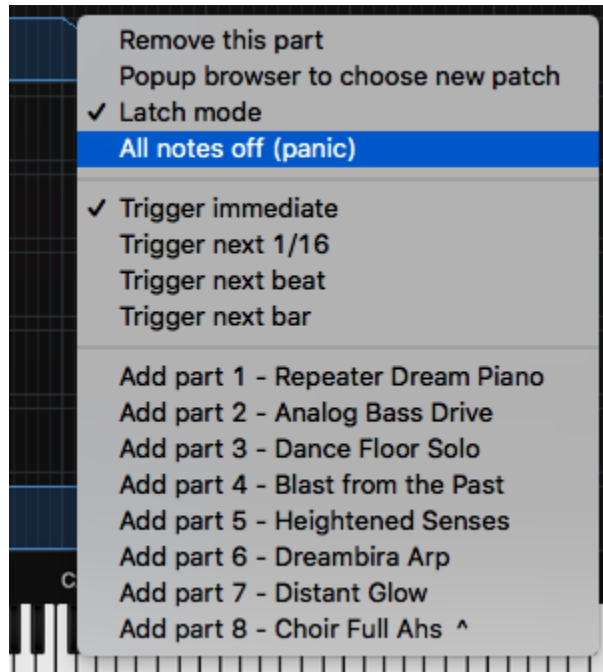 Remove this part
Popup browser to choose new patch
✓ Latch mode
All notes off (panic)
✓ Trigger immediate
Trigger next 1/16
Trigger next beat
Trigger next bar
Add part 1 - Repeater Dream Piano
Add part 2 - Analog Bass Drive
Add part 3 - Dance Floor Solo
Add part 4 - Blast from the Past
Add part 5 - Heightened Senses
Add part 6 - Dreambira Arp
Add part 7 - Distant Glow
C
Add part 8 - Choir Full Ahs ^